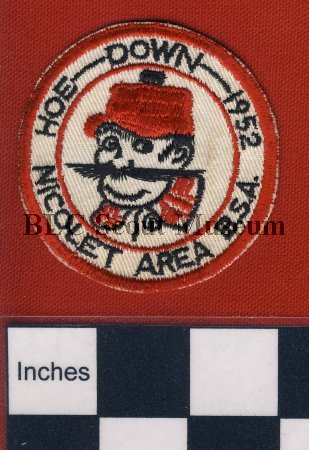 HOE—DOWN—1952
NICOLET AREA B.S.A.
BLC Scout Museum
Inches